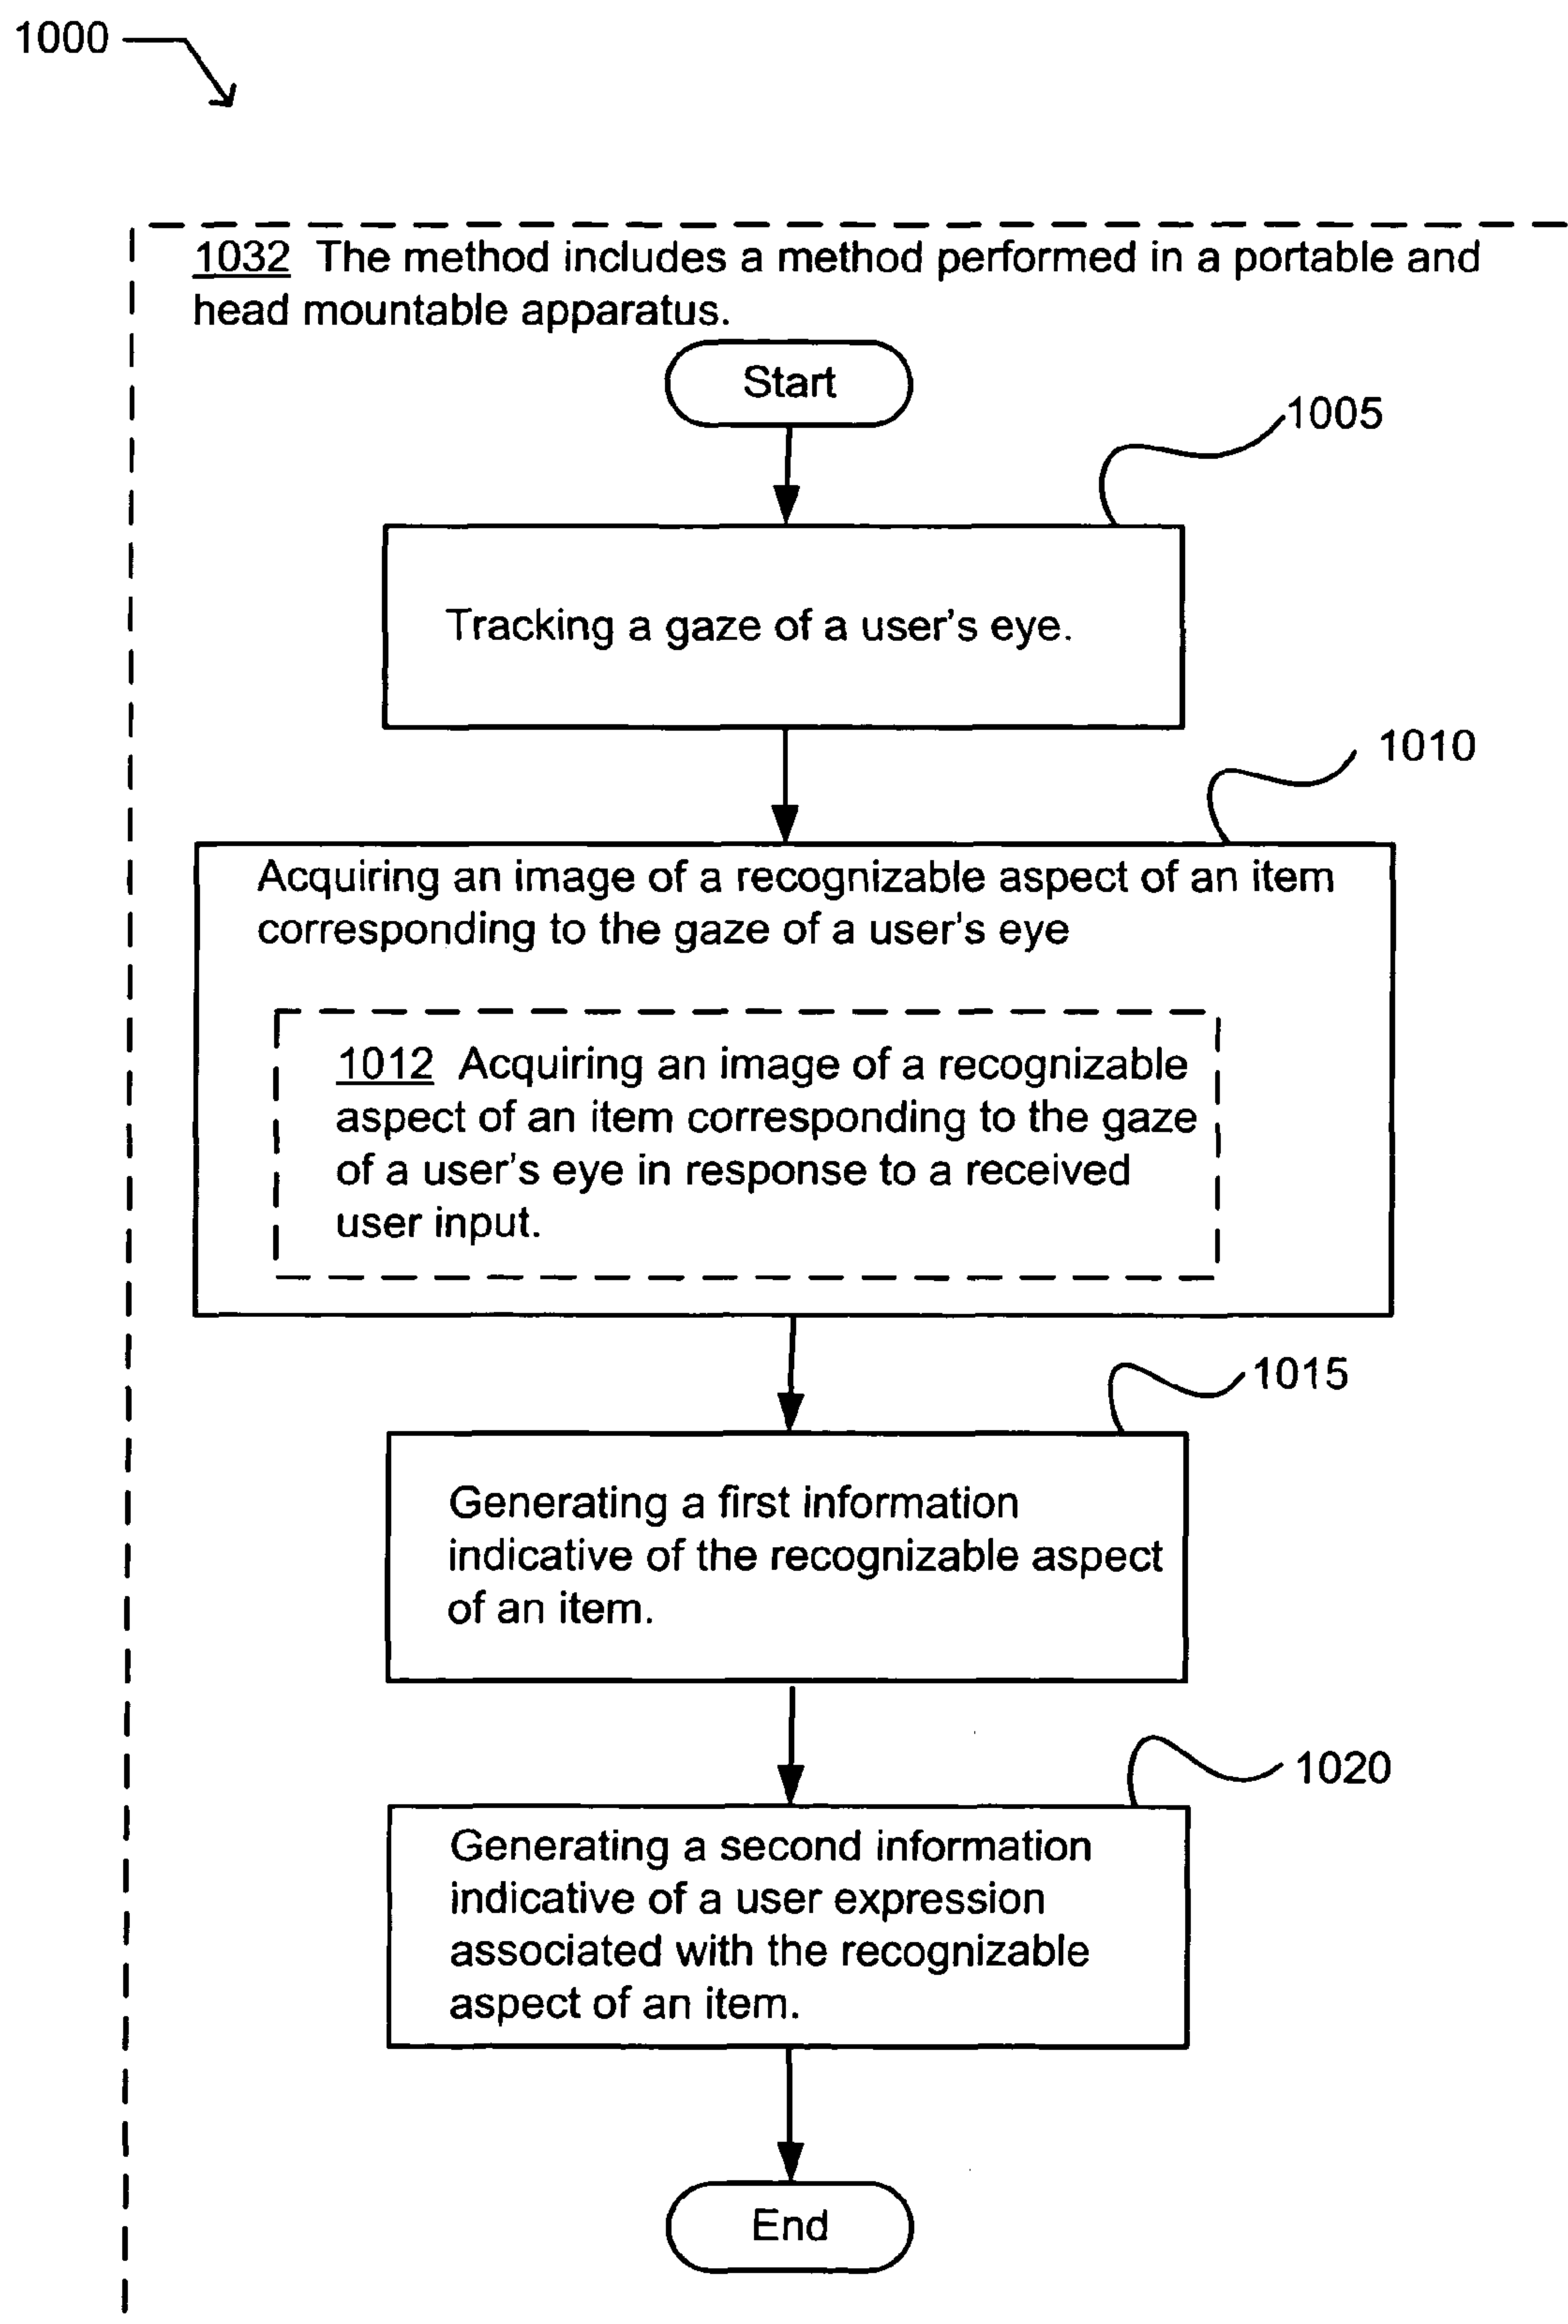 1000
1032 The method includes a method performed in a portable and
head mountable apparatus.
Start
1005
Tracking a gaze of a user's eye.
1010
Acquiring an image of a recognizable aspect of an item
corresponding to the gaze of a user's eye
1012 Acquiring an image of a recognizable
aspect of an item corresponding to the gaze
of a user's eye in response to a received
user input.
1015
Generating a first information
indicative of the recognizable aspect
of an item.
1020
Generating a second information
indicative of a user expression
associated with the recognizable
aspect of an item.
End